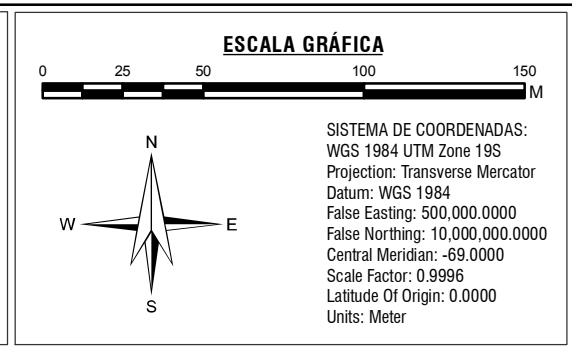 ESCALA GRÁFICA
0 25 50 100 150
M
N
W E
S
SISTEMA DE COORDENADAS:
WGS 1984 UTM Zone 19S
Projection: Transverse Mercator
Datum: WGS 1984
False Easting: 500,000.0000
False Northing: 10,000,000.0000
Central Meridian: -69.0000
Scale Factor: 0.9996
Latitude Of Origin: 0.0000
Units: Meter